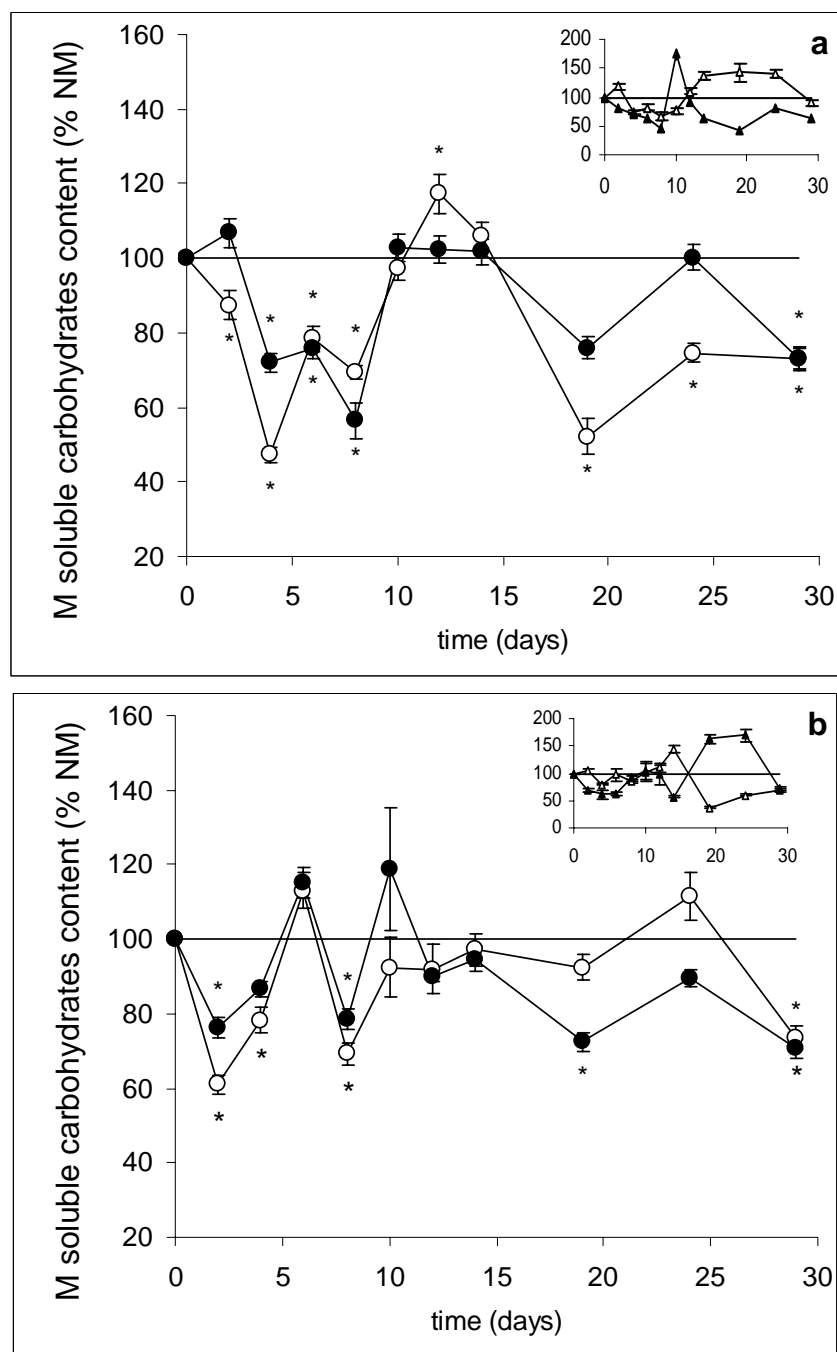 a
160
140
120
100
80
60
40
20
M soluble carbohydrates content (% NM)
0 5 10 15 20 25 30
time (days)
200
150
100
50
0
0 10 20 30
* * * * * * * * * * * * *
b
160
140
120
100
80
60
40
20
M soluble carbohydrates content (% NM)
0 5 10 15 20 25 30
time (days)
200
150
100
50
0
0 10 20 30
* * * * * * * *